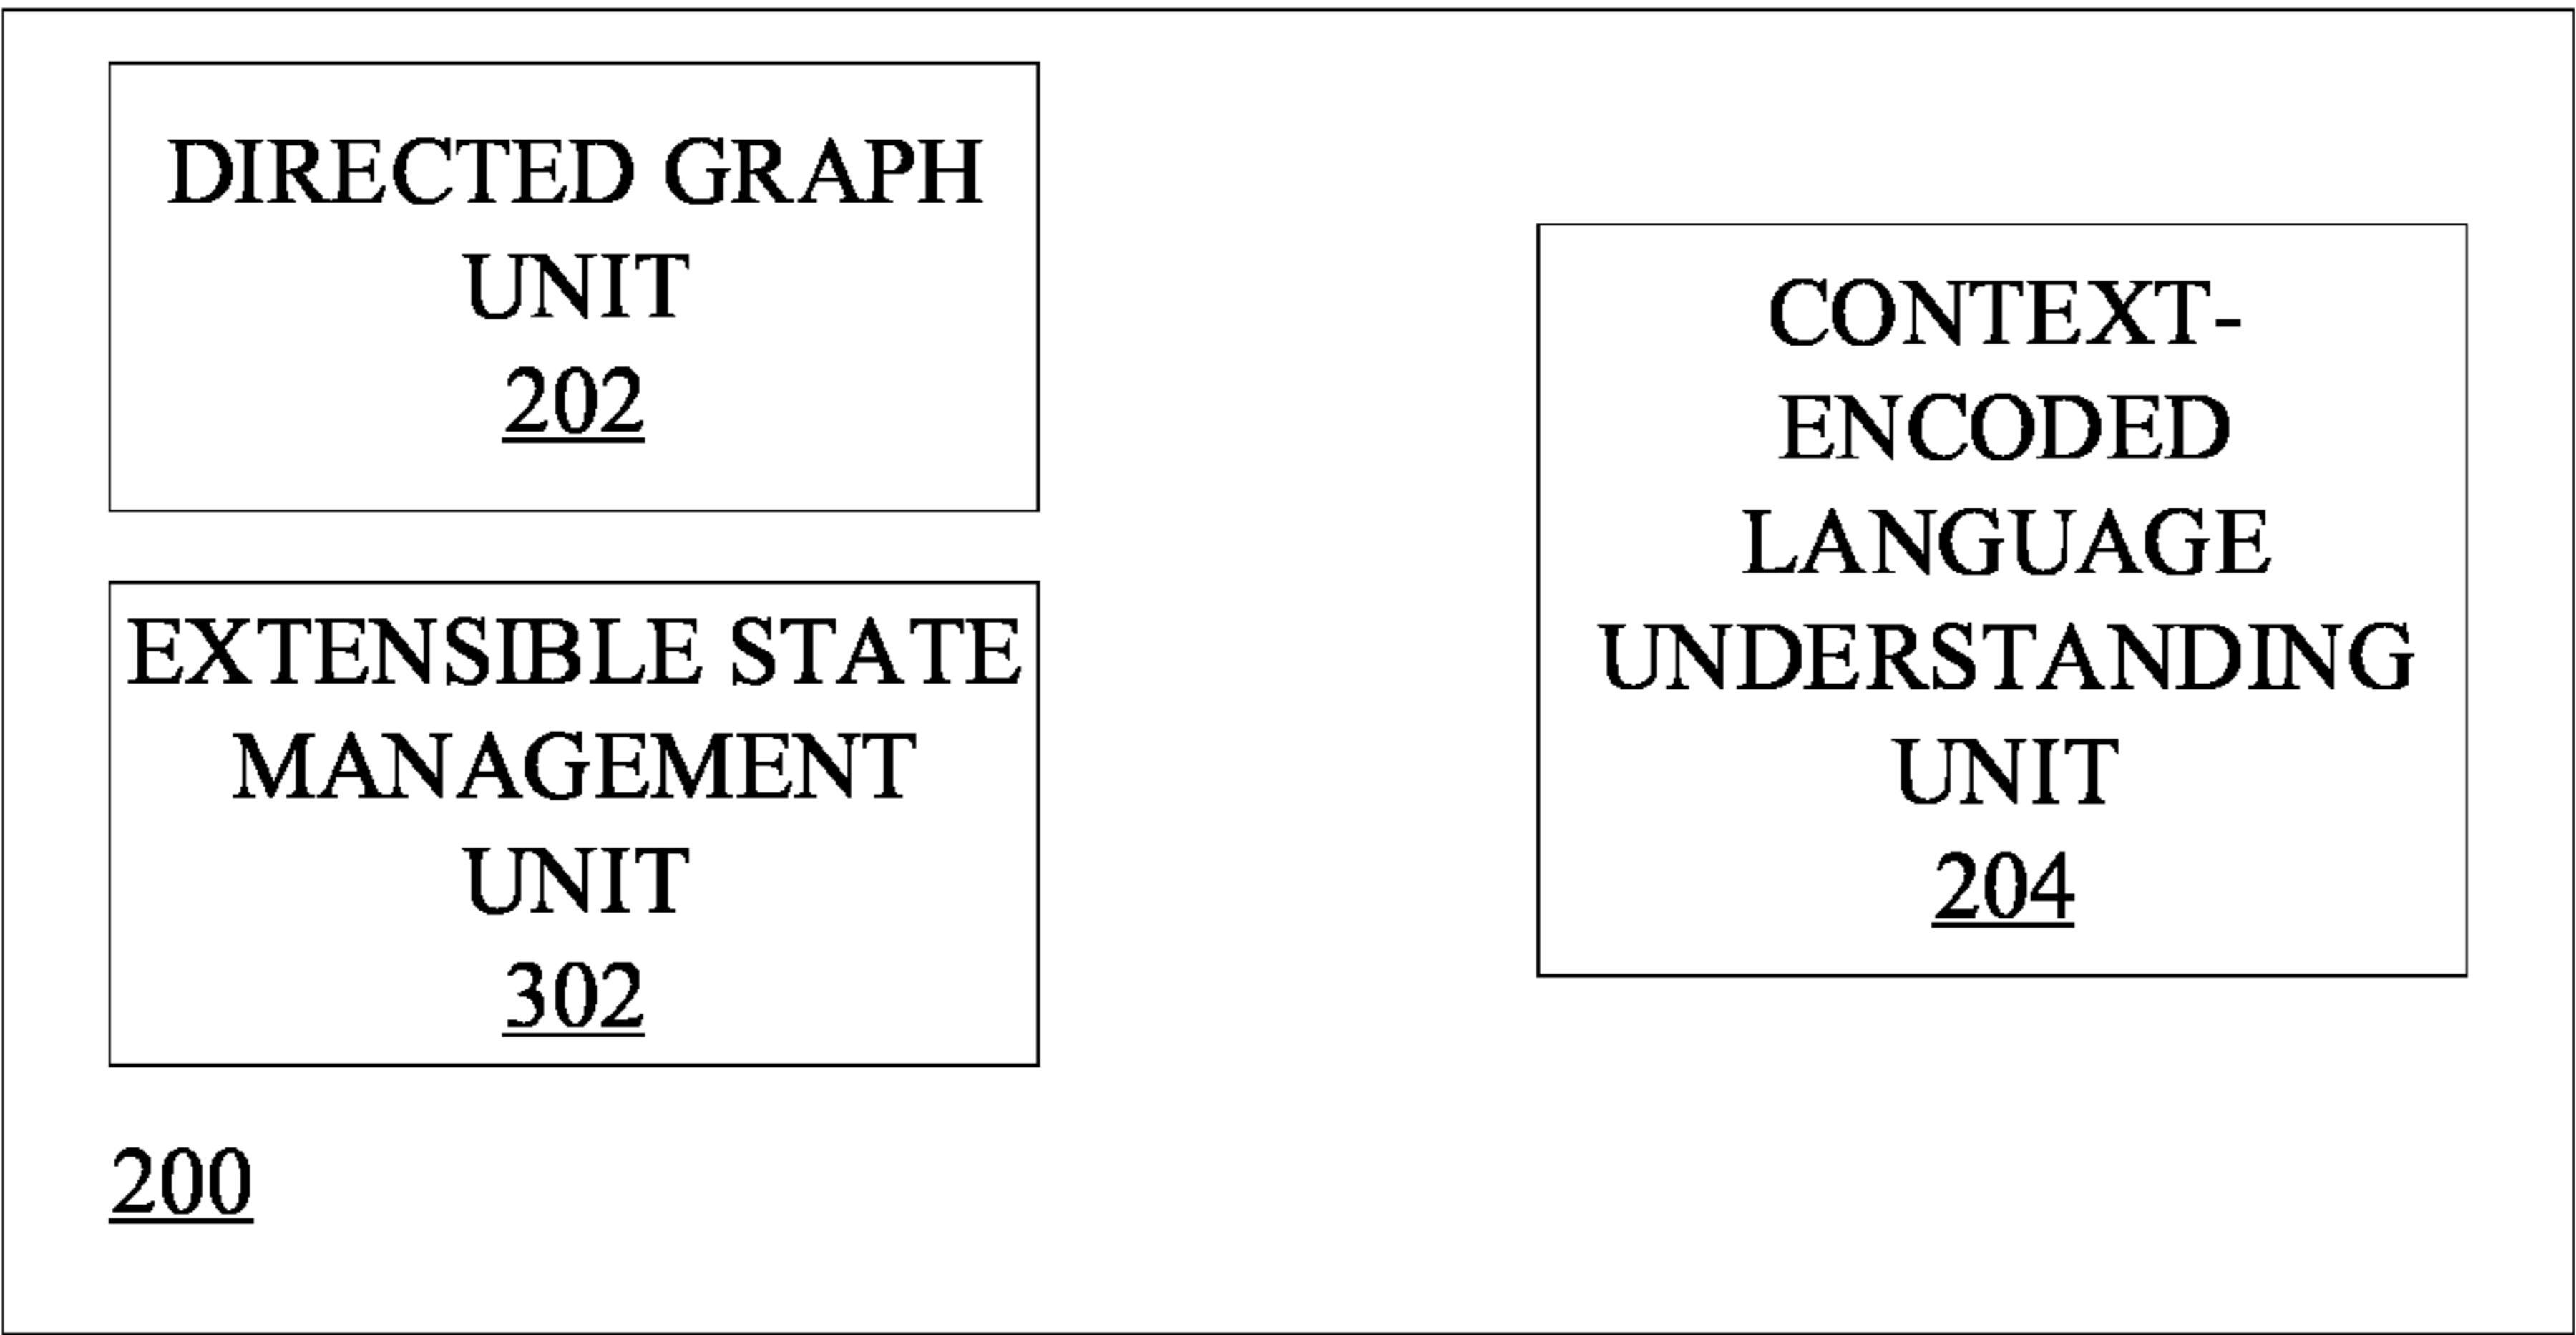 DIRECTED GRAPH
UNIT
202
EXTENSIBLE STATE
MANAGEMENT
UNIT
302
CONTEXT-
ENCODED
LANGUAGE
UNDERSTANDING
UNIT
204
200